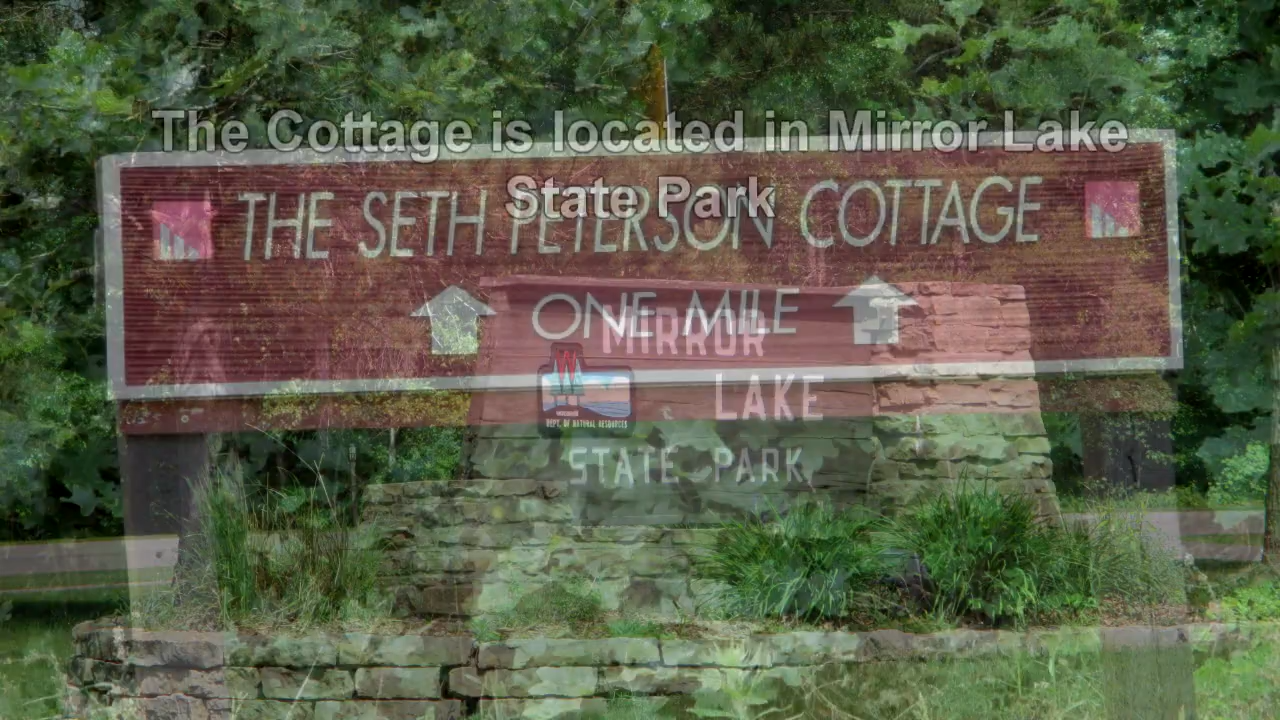 The Cottage is located in Mirror Lake
State Park
THE SETH PETERSON COTTAGE
ONE MILE
MIRROR
LAKE
STATE PARK
WISCONSIN
DEPT. OF NATURAL RESOURCES